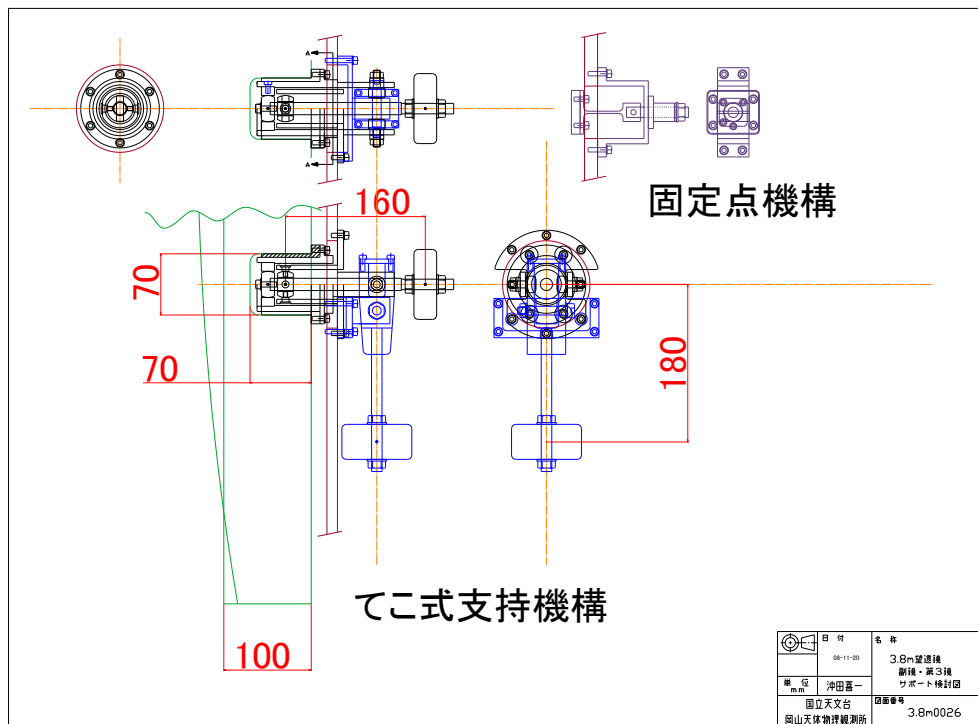 A
A
160
固定点機構
70
70
180
てこ式支持機構
100
日 付
名 称
08-11-20
3.8m望遠鏡
副鏡・第3鏡
サポート検討図
単 位
mm
沖田喜一
国立天文台
岡山天体物理観測所
図面番号
3.8m0026